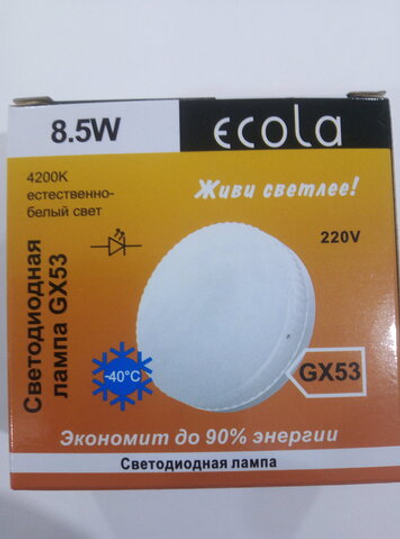 8.5W
ecola
4200K
естественно-
белый свет
Живи светлее!
220V
Светодиодная
лампа GX53
-40°C
GX53
Экономит до 90% энергии
Светодиодная лампа